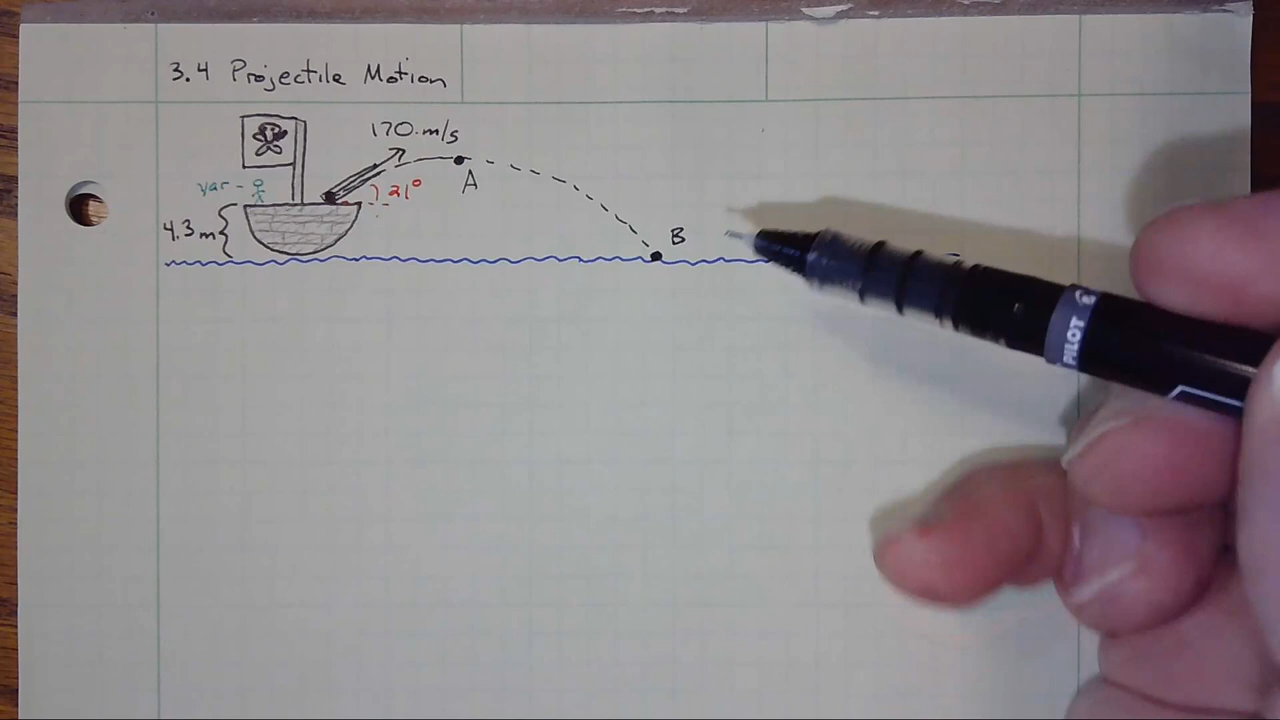 3.4 Projectile Motion
170. m/s
A
yar -
21°
4.3 m
B
PILOT